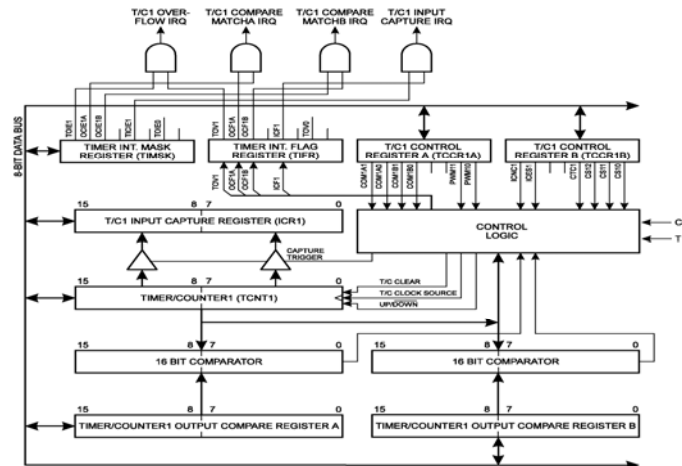 T/C1 OVER-
FLOW IRQ
T/C1 COMPARE
MATCHA IRQ
T/C1 COMPARE
MATCHB IRQ
T/C1 INPUT
CAPTURE IRQ
8-BIT DATA BUS
TOIE1
OCIE1A
OCIE1B
TICIE1
TOIE0
TOV1
OCF1A
OCF1B
ICF1
TOV0
TIMER INT. MASK
REGISTER (TIMSK)
TIMER INT. FLAG
REGISTER (TIFR)
T/C1 CONTROL
REGISTER A (TCCR1A)
T/C1 CONTROL
REGISTER B (TCCR1B)
TOV1
OCF1A
OCF1B
ICF1
COM1A1
COM1A0
COM1B1
COM1B0
PWM11
PWM10
ICNC1
ICES1
CTC1
CS12
CS11
CS10
15 8 7 0
T/C1 INPUT CAPTURE REGISTER (ICR1)
CONTROL
LOGIC
C
T
CAPTURE
TRIGGER
15 8 7 0
TIMER/COUNTER1 (TCNT1)
T/C CLEAR
T/C CLOCK SOURCE
UP/DOWN
15 8 7 0
16 BIT COMPARATOR
15 8 7 0
16 BIT COMPARATOR
15 8 7 0
TIMER/COUNTER1 OUTPUT COMPARE REGISTER A
15 8 7 0
TIMER/COUNTER1 OUTPUT COMPARE REGISTER B